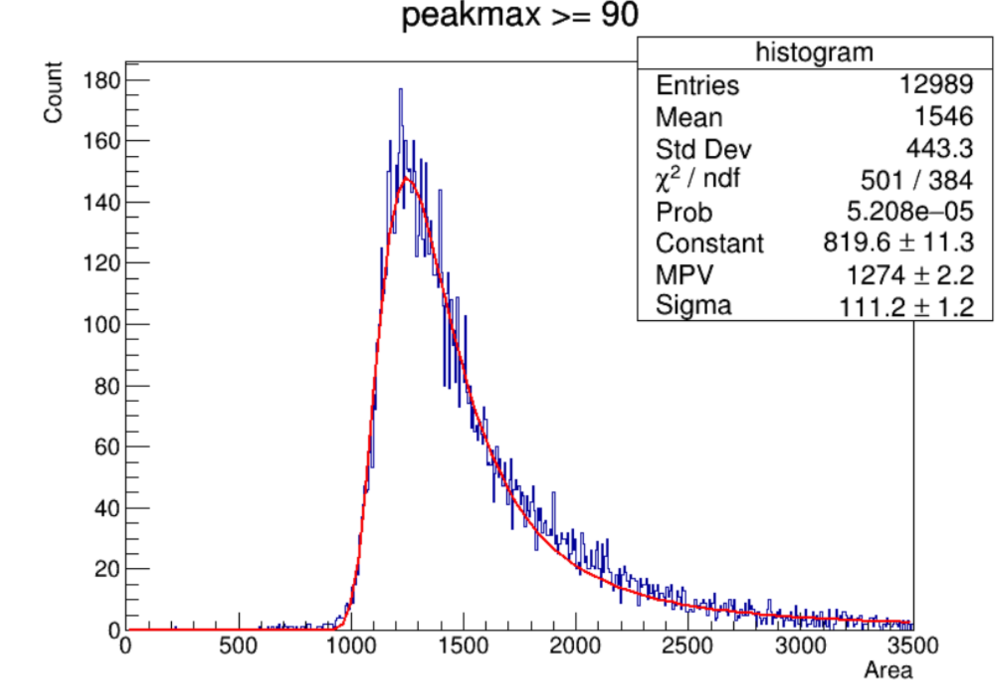 peakmax >= 90
histogram
Entries 12989
Mean 1546
Std Dev 443.3
χ² / ndf 501 / 384
Prob 5.208e−05
Constant 819.6 ± 11.3
MPV 1274 ± 2.2
Sigma 111.2 ± 1.2
Count
180
160
140
120
100
80
60
40
20
0
0 500 1000 1500 2000 2500 3000 3500
Area